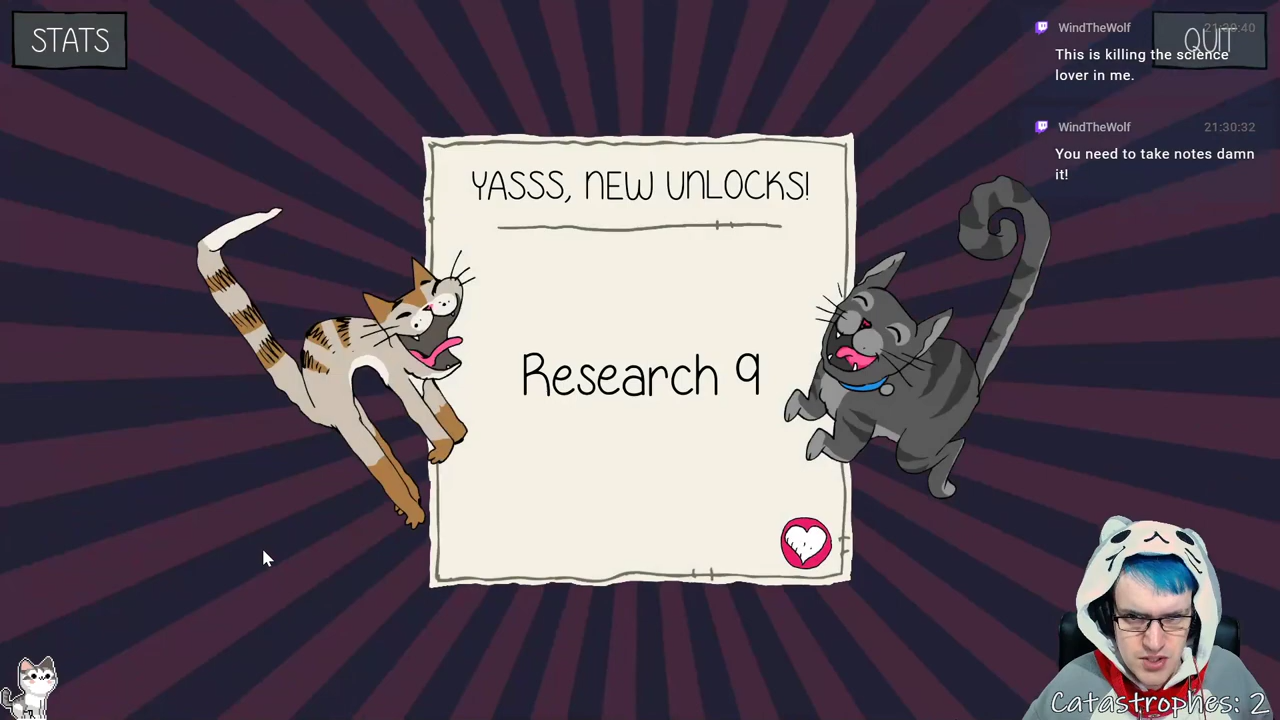 STATS
QUIT
WindTheWolf
This is killing the science
lover in me.
WindTheWolf 21:30:32
You need to take notes damn
it!
YASSS, NEW UNLOCKS!
Research 9
Catastrophes: 2